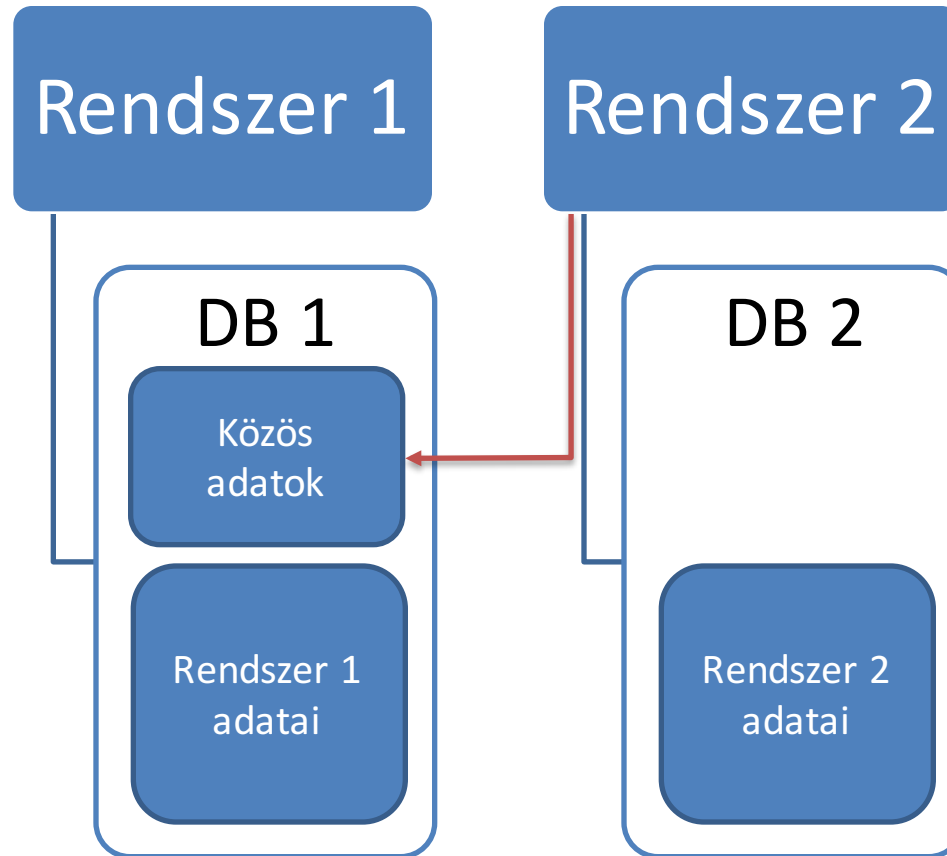 Rendszer 1
Rendszer 2
DB 1
Közös
adatok
Rendszer 1
adatai
DB 2
Rendszer 2
adatai